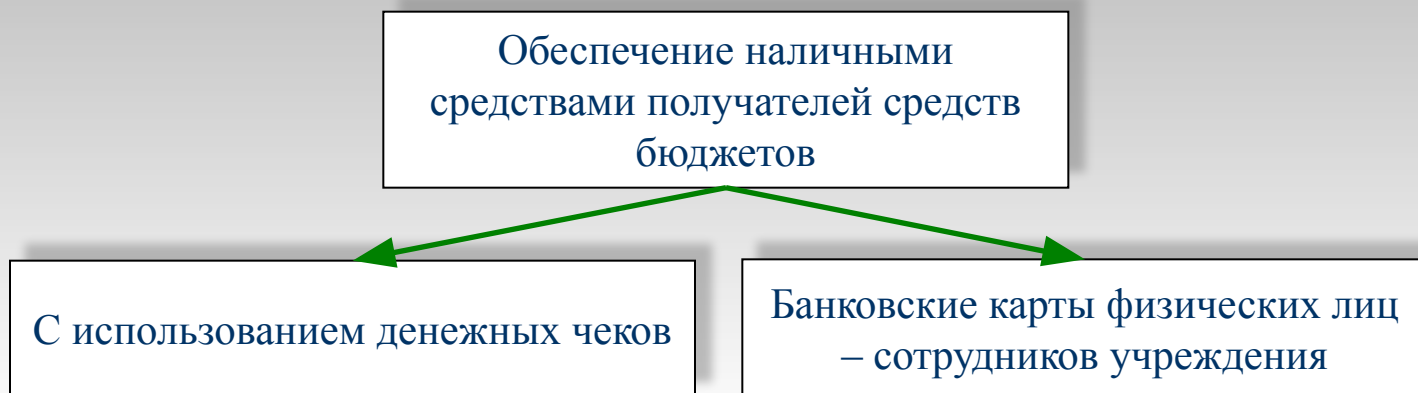 Обеспечение наличными
средствами получателей средств
бюджетов
С использованием денежных чеков
Банковские карты физических лиц
– сотрудников учреждения